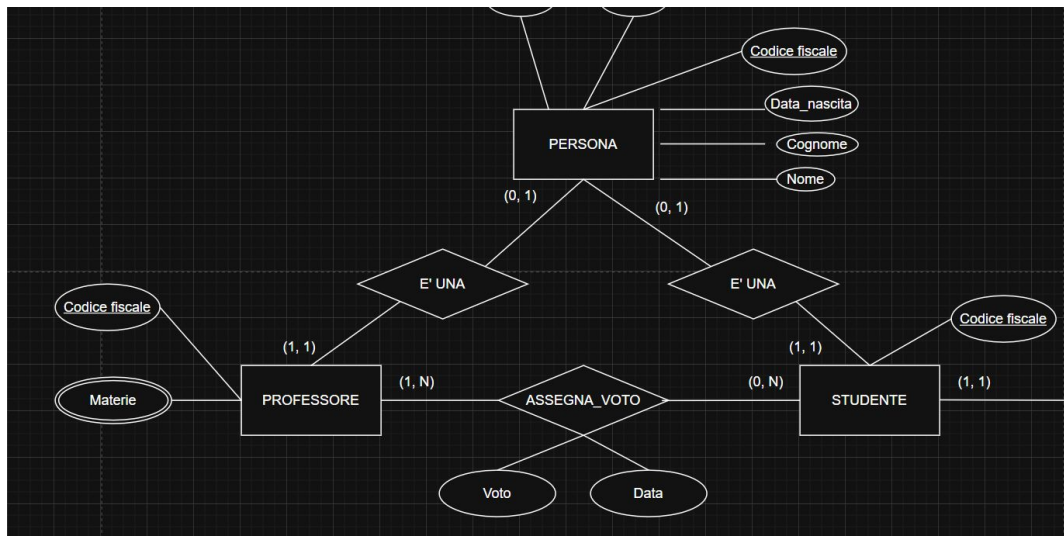 Codice fiscale
Data_nascita
PERSONA
Cognome
Nome
(0, 1)
(0, 1)
E' UNA
E' UNA
Codice fiscale
Codice fiscale
(1, 1)
(1, 1)
(1, N)
(0, N)
(1, 1)
Materie
PROFESSORE
ASSEGNA_VOTO
STUDENTE
Voto
Data